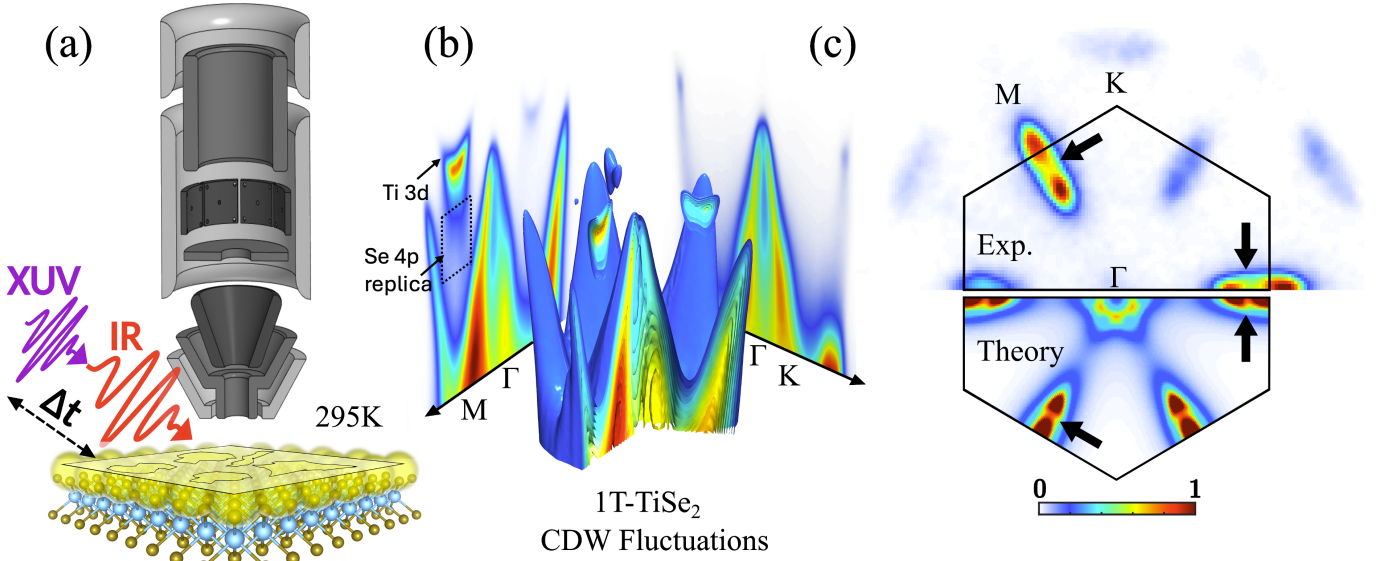 (a)
XUV
IR
Δt
295K
(b)
Ti 3d
Se 4p
replica
Γ
M
Γ
K
1T-TiSe₂
CDW Fluctuations
(c)
K
M
Exp.
Γ
Theory
0 1